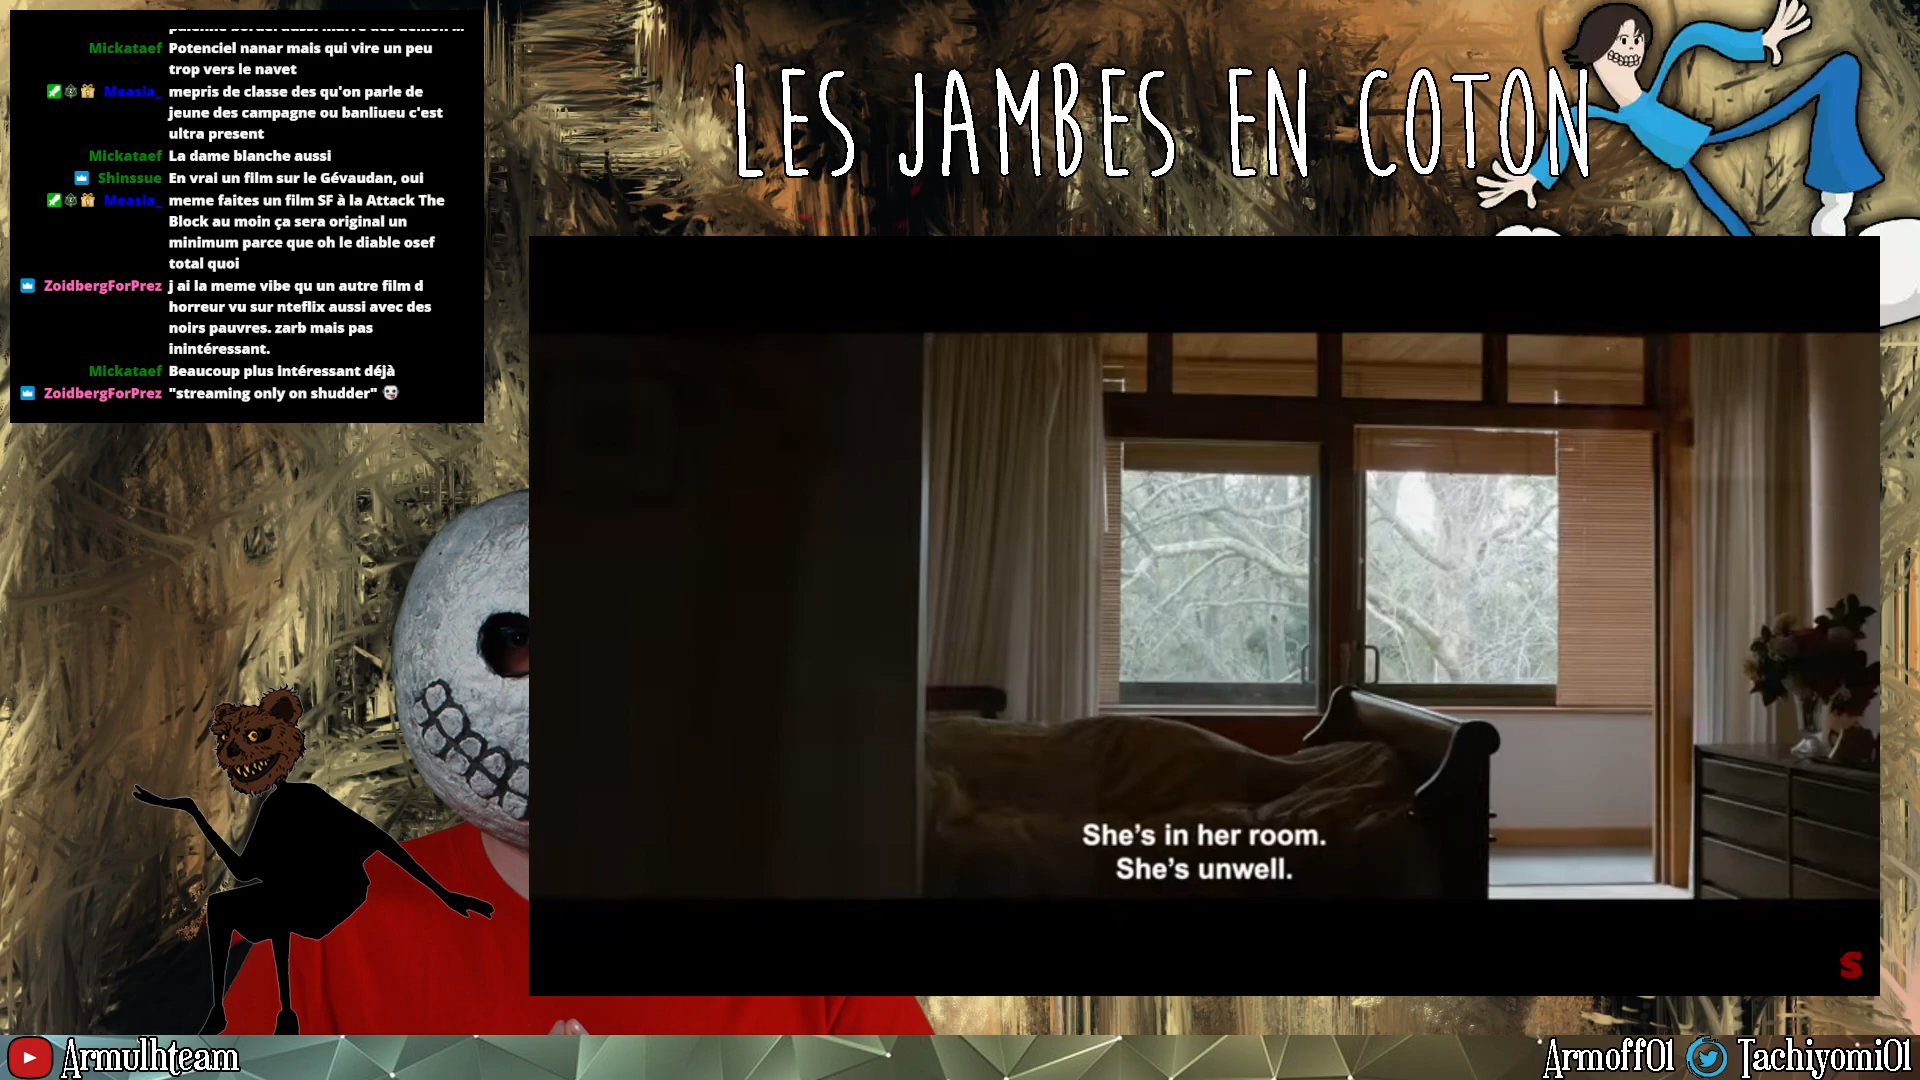 Mickataef Potenciel nanar mais qui vire un peu
trop vers le navet
Measia_ mepris de classe des qu'on parle de
jeune des campagne ou banliueu c'est
ultra present
Mickataef La dame blanche aussi
Shinssue En vrai un film sur le Gévaudan, oui
Measia_ meme faites un film SF à la Attack The
Block au moin ça sera original un
minimum parce que oh le diable osef
total quoi
ZoidbergForPrez j ai la meme vibe qu un autre film d
horreur vu sur nteflix aussi avec des
noirs pauvres. zarb mais pas
inintéressant.
Mickataef Beaucoup plus intéressant déjà
ZoidbergForPrez "streaming only on shudder"
LES JAMBES EN COTON
She's in her room.
She's unwell.
S
Armulhteam
Armoff01 Tachiyomi01